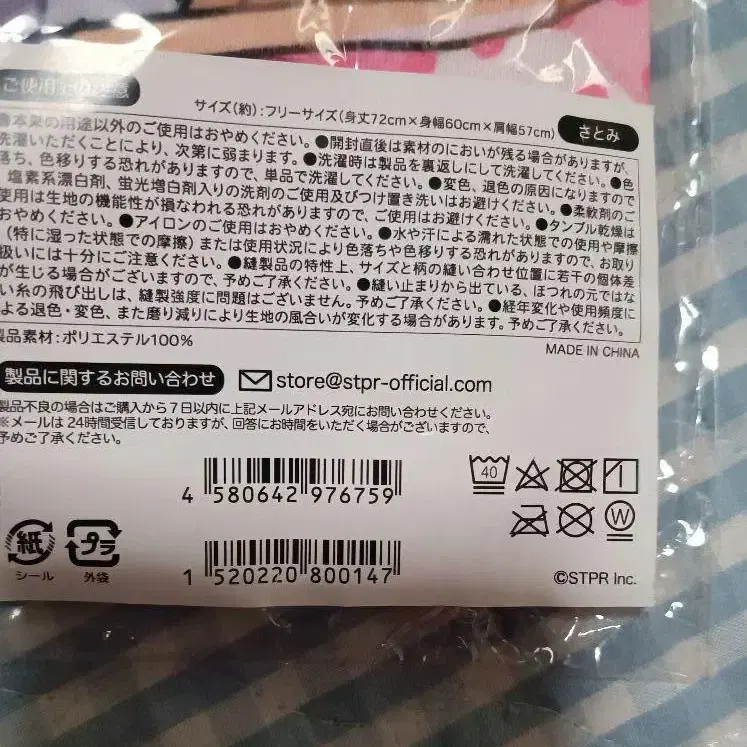 ご使用上の注意
サイズ(約):フリーサイズ(身丈72cm×身幅60cm×肩幅57cm)
さとみ
●本来の用途以外のご使用はおやめください。●開封直後は素材のにおいが残る場合がありますが、
洗濯いただくことにより、次第に弱まります。●洗濯時は製品を裏返しにして洗濯してください。●色
落ち、色移りする恐れがありますので、単品で洗濯してください。●変色、退色の原因になりますので
塩素系漂白剤、蛍光増白剤入りの洗剤のご使用及びつけ置き洗いはお避けください。●柔軟剤のご
使用は生地の機能性が損なわれる恐れがありますので、ご使用はお避けください。●タンブル乾燥は
おやめください。●アイロンのご使用はおやめください。●水や汗による濡れた状態での使用や摩擦
(特に湿った状態での摩擦)または使用状況により色落ちや色移りする恐れがありますので、お取り
扱いには十分にご注意ください。●縫製品の特性上、サイズと柄の縫い合わせ位置に若干の個体差
が生じる場合がございますので、予めご了承ください。●縫い止まりから出ている、ほつれの元ではな
い糸の飛び出しは、縫製強度に問題はございません。予めご了承ください。●経年変化や使用頻度に
よる退色・変色、また磨り減りにより生地の風合いが変化する場合があります。予めご了承ください。
製品素材:ポリエステル100%
MADE IN CHINA
製品に関するお問い合わせ
store@stpr-official.com
製品不良の場合はご購入から7日以内に上記メールアドレス宛にお問い合わせください。
※メールは24時間受信しておりますが、回答にお時間をいただく場合がございますので、
予めご了承ください。
40
4 580642 976759
W
紙
シール
プラ
外袋
1 520220 800147
©STPR Inc.